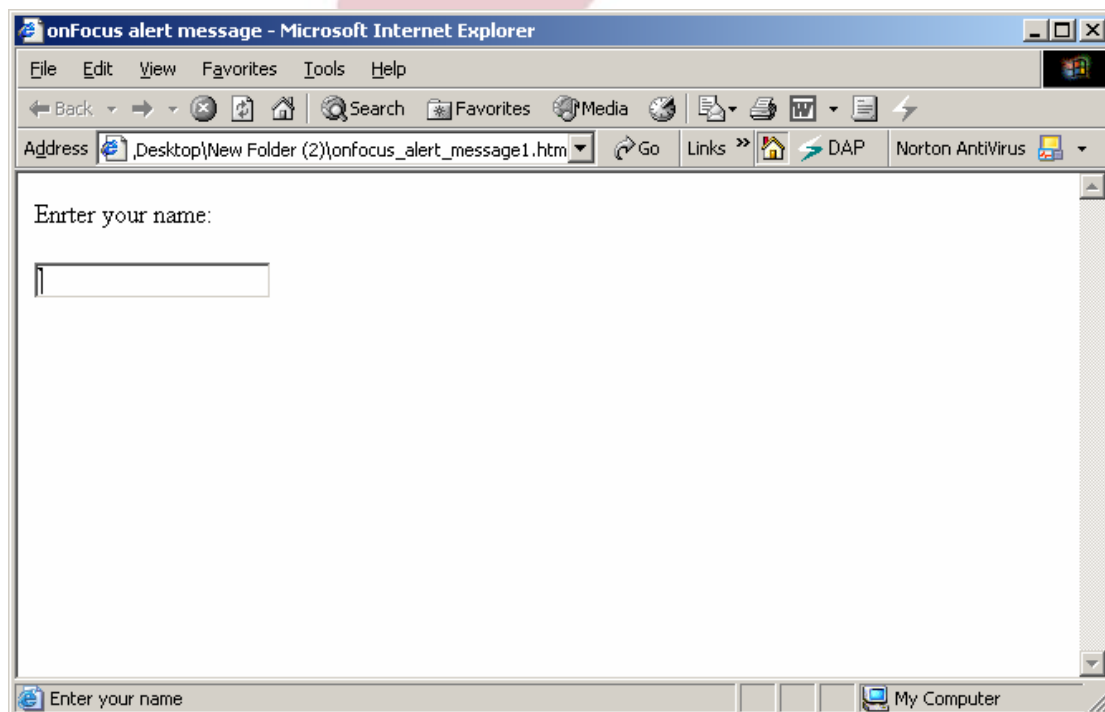 onFocus alert message - Microsoft Internet Explorer
File Edit View Favorites Tools Help
Back Search Favorites Media
Address ,Desktop\New Folder (2)\onfocus_alert_message1.htm Go Links » DAP Norton AntiVirus
Enrter your name:
Enter your name My Computer